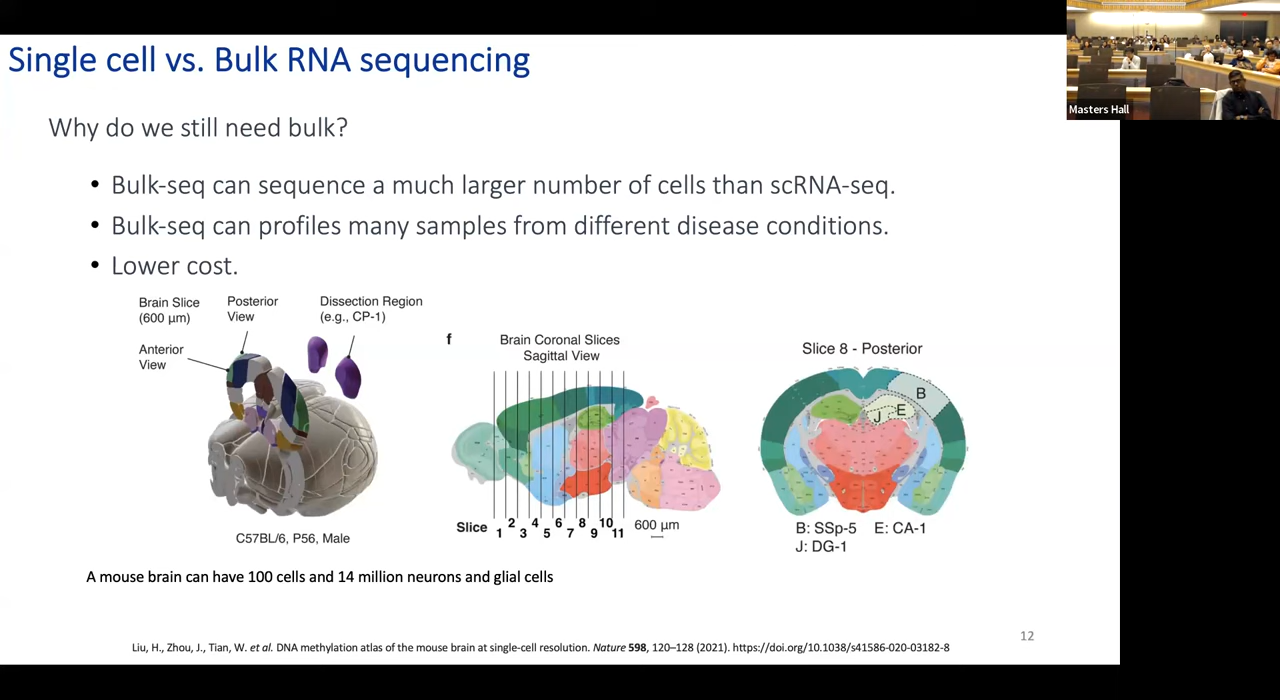 Single cell vs. Bulk RNA sequencing
Masters Hall
Why do we still need bulk?
• Bulk-seq can sequence a much larger number of cells than scRNA-seq.
• Bulk-seq can profiles many samples from different disease conditions.
• Lower cost.
Brain Slice
(600 µm)
Posterior
View
Dissection Region
(e.g., CP-1)
Anterior
View
C57BL/6, P56, Male
f
Brain Coronal Slices
Sagittal View
Slice
1 2 3 4 5 6 7 8 9 10 11
600 µm
Slice 8 - Posterior
B
J
E
B: SSp-5 E: CA-1
J: DG-1
A mouse brain can have 100 cells and 14 million neurons and glial cells
12
Liu, H., Zhou, J., Tian, W. et al. DNA methylation atlas of the mouse brain at single-cell resolution. Nature 598, 120–128 (2021). https://doi.org/10.1038/s41586-020-03182-8